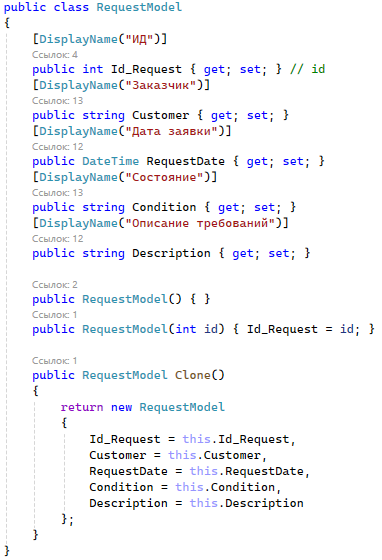 public class RequestModel
{
    [DisplayName("ИД")]
    Ссылок: 4
    public int Id_Request { get; set; } // id
    [DisplayName("Заказчик")]
    Ссылок: 13
    public string Customer { get; set; }
    [DisplayName("Дата заявки")]
    Ссылок: 12
    public DateTime RequestDate { get; set; }
    [DisplayName("Состояние")]
    Ссылок: 13
    public string Condition { get; set; }
    [DisplayName("Описание требований")]
    Ссылок: 12
    public string Description { get; set; }

    Ссылок: 2
    public RequestModel() { }
    Ссылок: 1
    public RequestModel(int id) { Id_Request = id; }

    Ссылок: 1
    public RequestModel Clone()
    {
        return new RequestModel
        {
            Id_Request = this.Id_Request,
            Customer = this.Customer,
            RequestDate = this.RequestDate,
            Condition = this.Condition,
            Description = this.Description
        };
    }
}